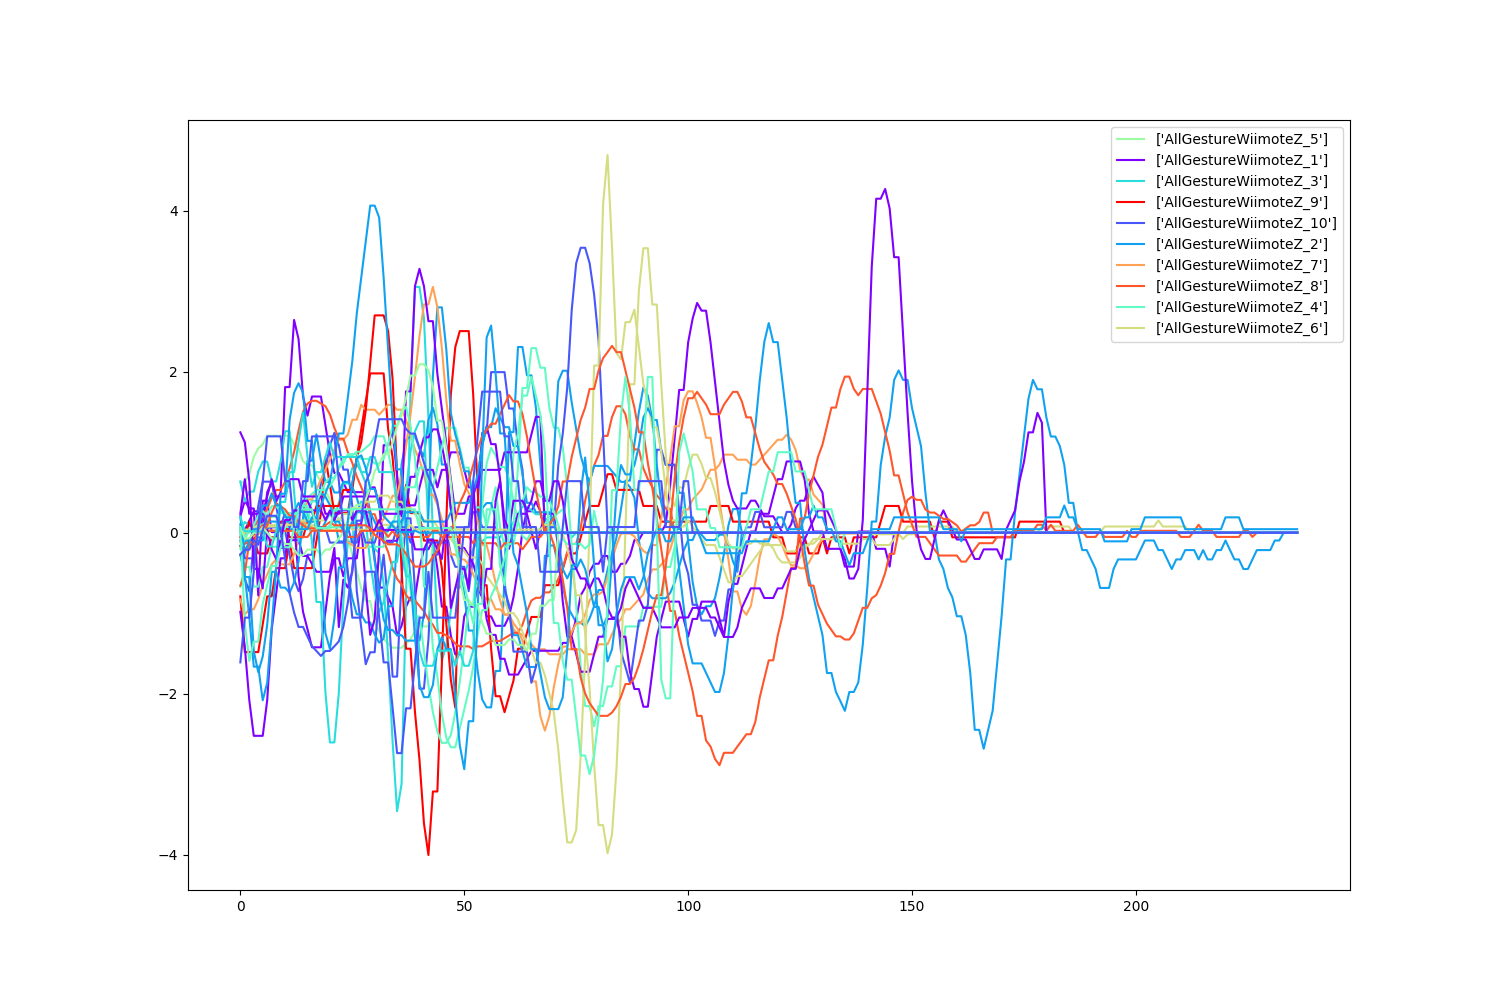 ['AllGestureWiimoteZ_5']
['AllGestureWiimoteZ_1']
['AllGestureWiimoteZ_3']
['AllGestureWiimoteZ_9']
['AllGestureWiimoteZ_10']
['AllGestureWiimoteZ_2']
['AllGestureWiimoteZ_7']
['AllGestureWiimoteZ_8']
['AllGestureWiimoteZ_4']
['AllGestureWiimoteZ_6']
4
2
0
−2
−4
0 50 100 150 200